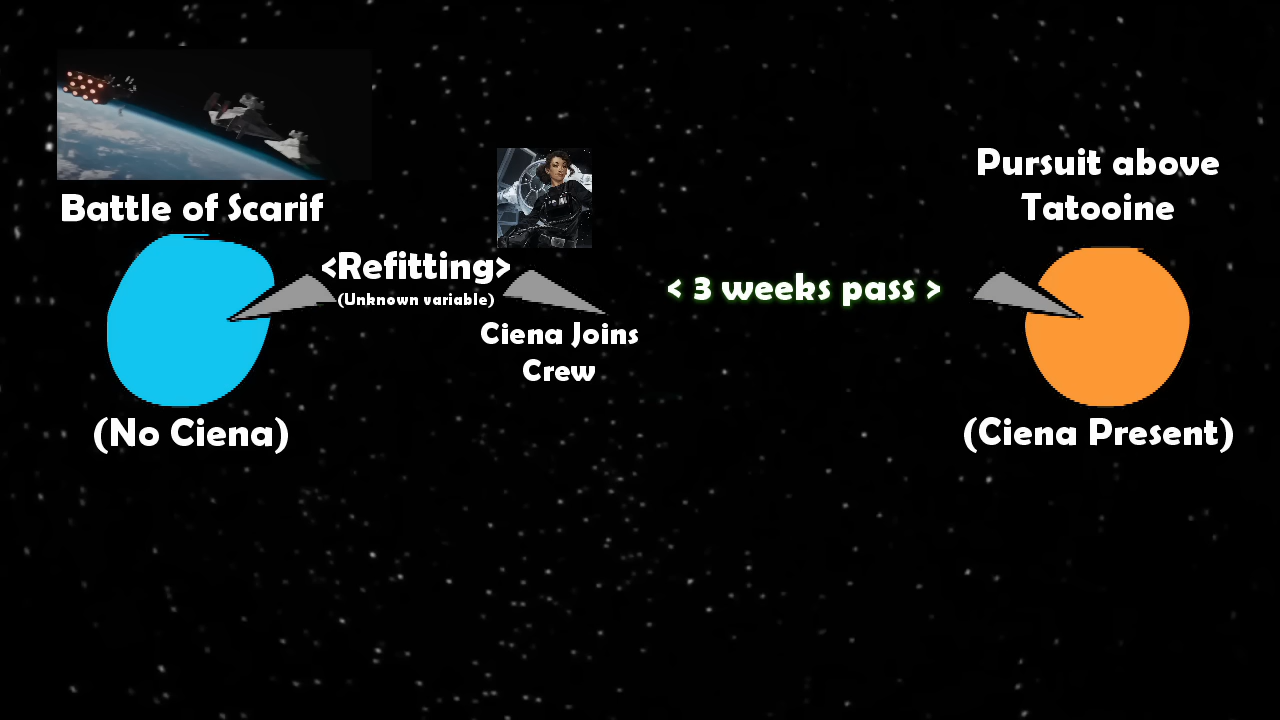 Battle of Scarif
(No Ciena)
<Refitting>
(Unknown variable)
Ciena Joins
Crew
< 3 weeks pass >
Pursuit above
Tatooine
(Ciena Present)